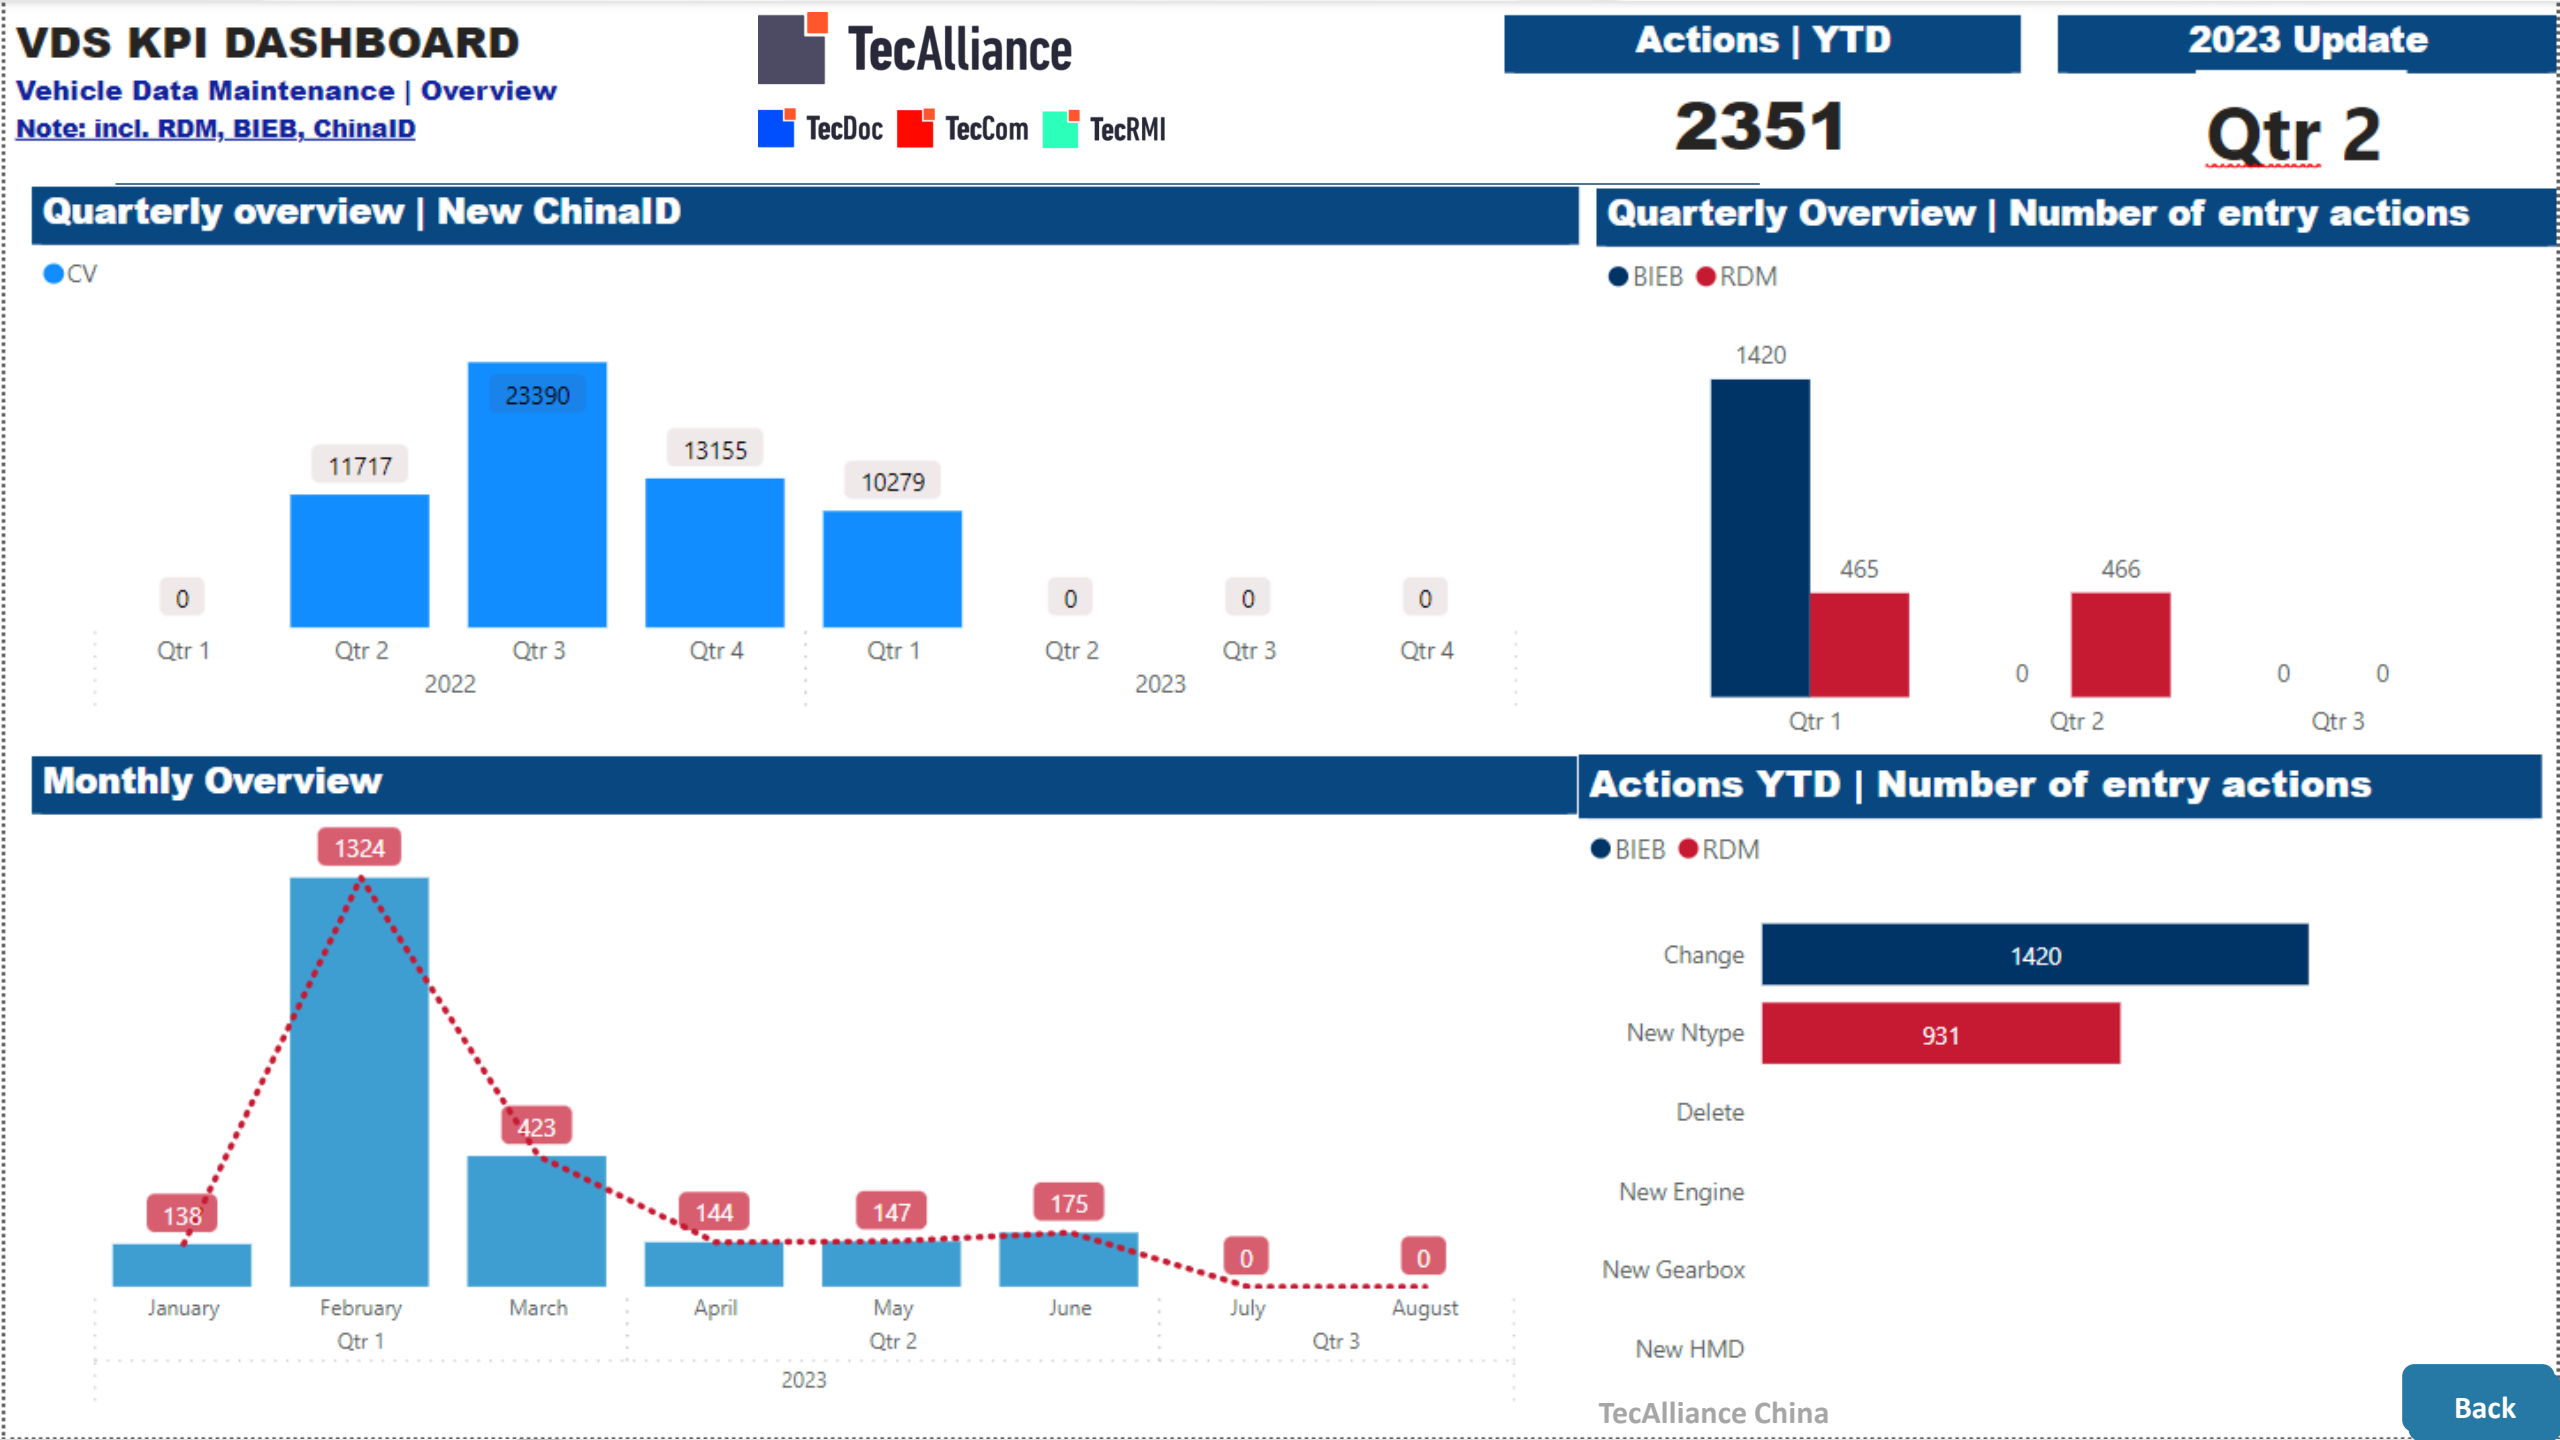 VDS KPI DASHBOARD
Vehicle Data Maintenance | Overview
Note: incl. RDM, BIEB, ChinaID
TecAlliance
TecDoc TecCom TecRMI
Actions | YTD
2351
2023 Update
Qtr 2
Quarterly overview | New ChinaID
CV
0 11717 23390 13155 10279 0 0 0
Qtr 1 Qtr 2 Qtr 3 Qtr 4 Qtr 1 Qtr 2 Qtr 3 Qtr 4
2022 2023
Quarterly Overview | Number of entry actions
BIEB RDM
1420 465 0 466 0 0
Qtr 1 Qtr 2 Qtr 3
Monthly Overview
138 1324 423 144 147 175 0 0
January February March April May June July August
Qtr 1 Qtr 2 Qtr 3
2023
Actions YTD | Number of entry actions
BIEB RDM
Change 1420
New Ntype 931
Delete
New Engine
New Gearbox
New HMD
TecAlliance China
Back